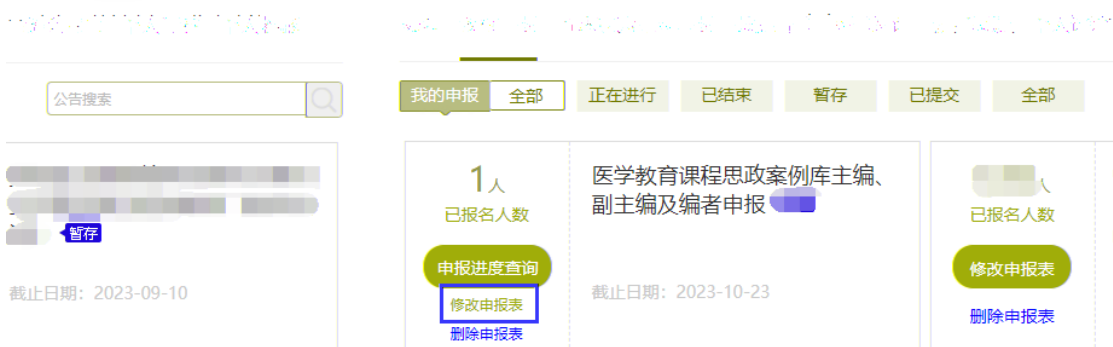 公告搜索
我的申报 全部 正在进行 已结束 暂存 已提交 全部
暂存
截止日期：2023-09-10
1人
已报名人数
申报进度查询
修改申报表
删除申报表
医学教育课程思政案例库主编、
副主编及编者申报
截止日期：2023-10-23
人
已报名人数
修改申报表
删除申报表